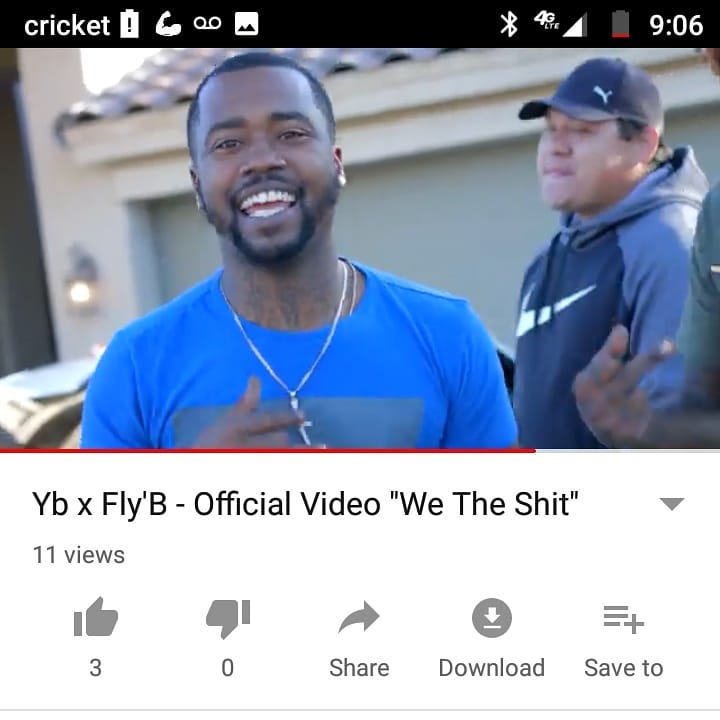 cricket 4G LTE 9:06
Yb x Fly'B - Official Video "We The Shit"
11 views
3 0 Share Download Save to